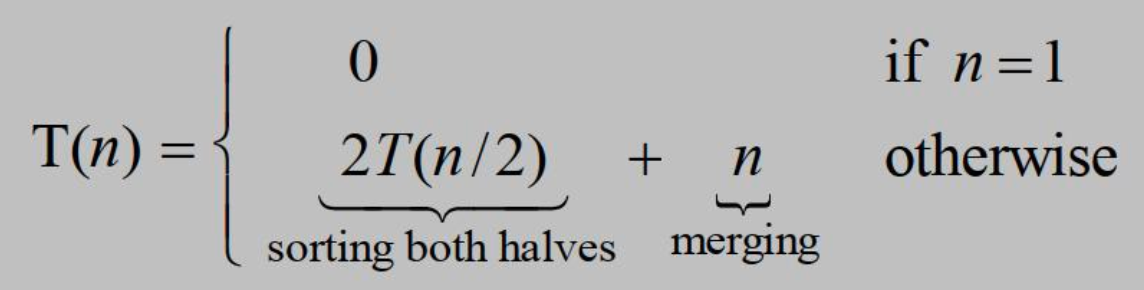 0 if n = 1
T(n) =
2T(n/2) + n otherwise
sorting both halves merging